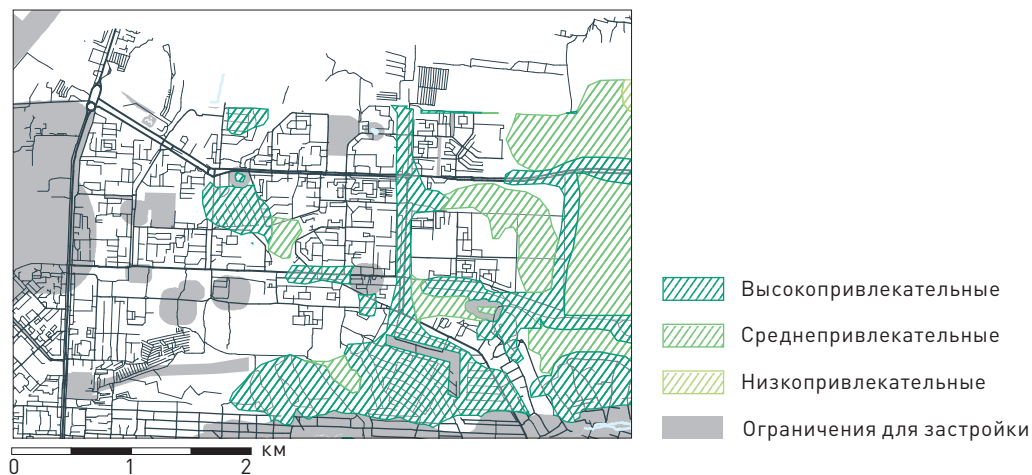 Высокопривлекательные
Среднепривлекательные
Низкопривлекательные
Ограничения для застройки
км
0 1 2